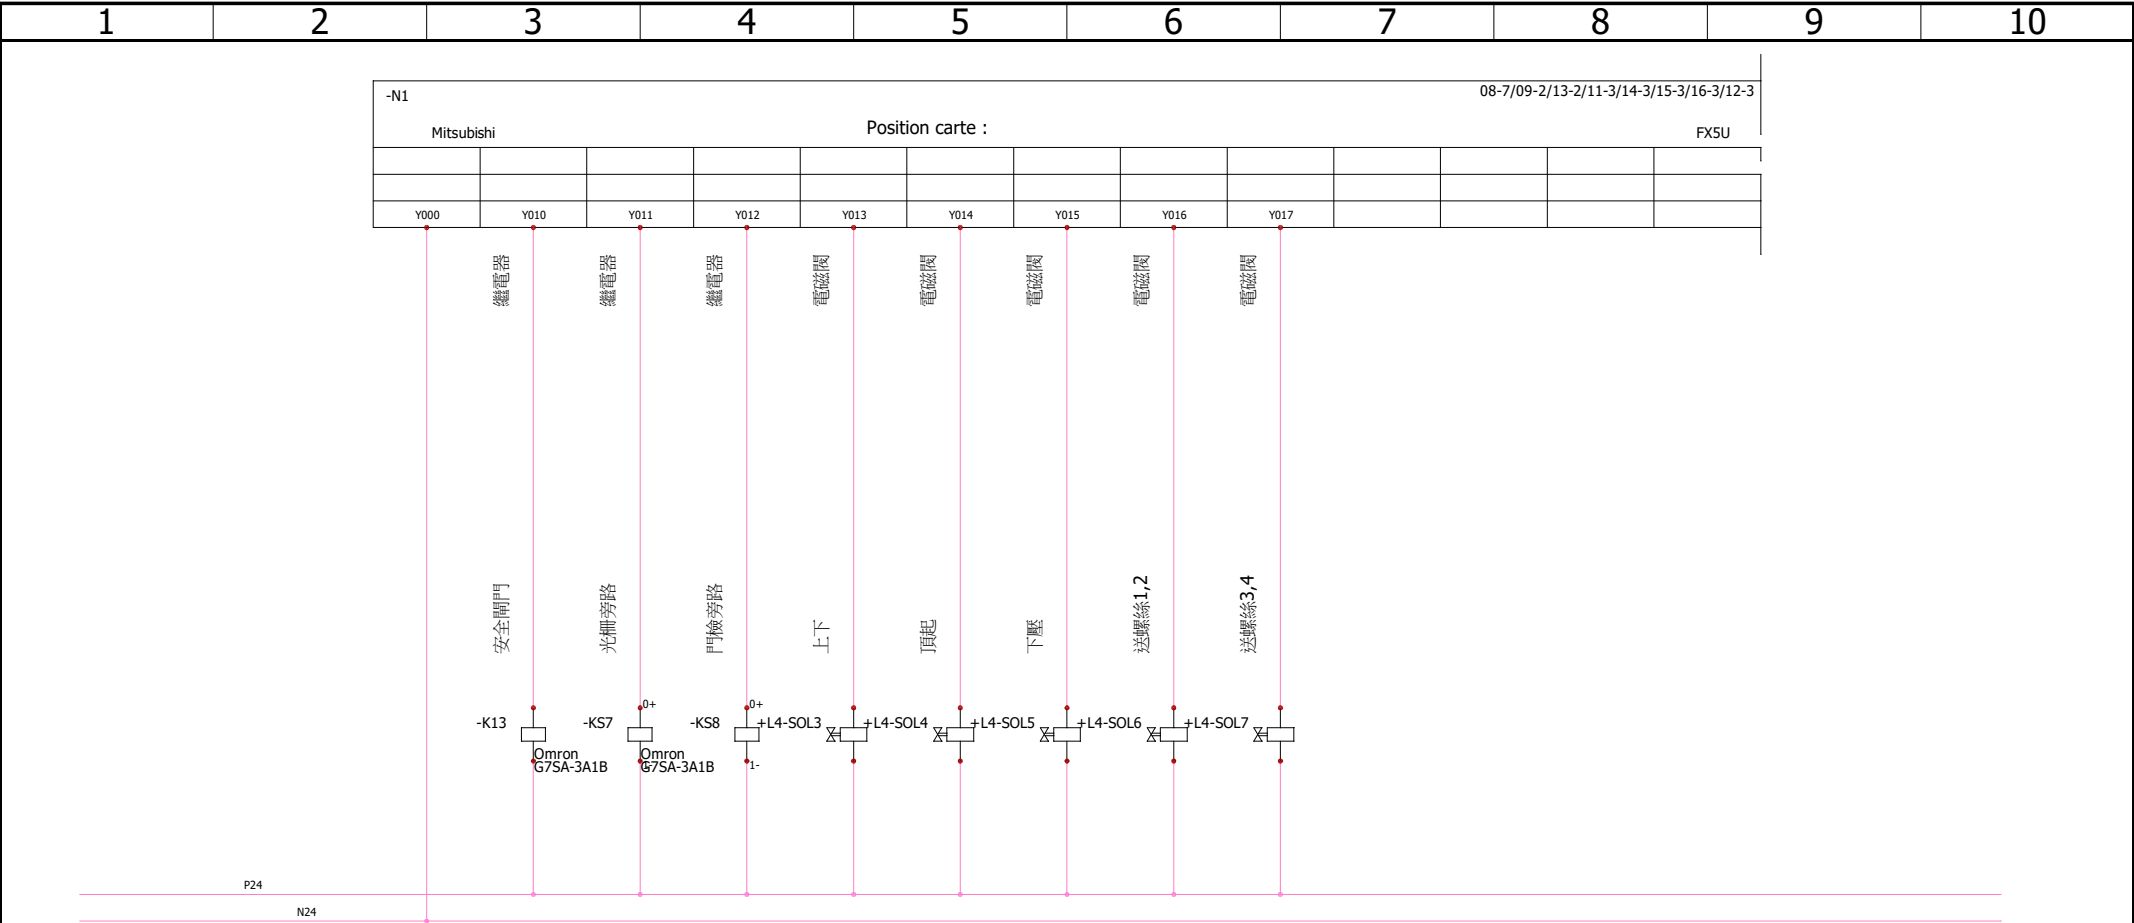 1 2 3 4 5 6 7 8 9 10
-N1 08-7/09-2/13-2/11-3/14-3/15-3/16-3/12-3
Mitsubishi Position carte : FX5U
Y000 Y010 Y011 Y012 Y013 Y014 Y015 Y016 Y017
繼電器
繼電器
繼電器
電磁閥
電磁閥
電磁閥
電磁閥
電磁閥
安全閘門
光柵旁路
門檢旁路
上下
頂起
下壓
送螺絲1,2
送螺絲3,4
0+ 0+
-K13 -KS7 -KS8 +L4-SOL3 +L4-SOL4 +L4-SOL5 +L4-SOL6 +L4-SOL7
Omron Omron
G7SA-3A1B G7SA-3A1B 1-
P24
N24